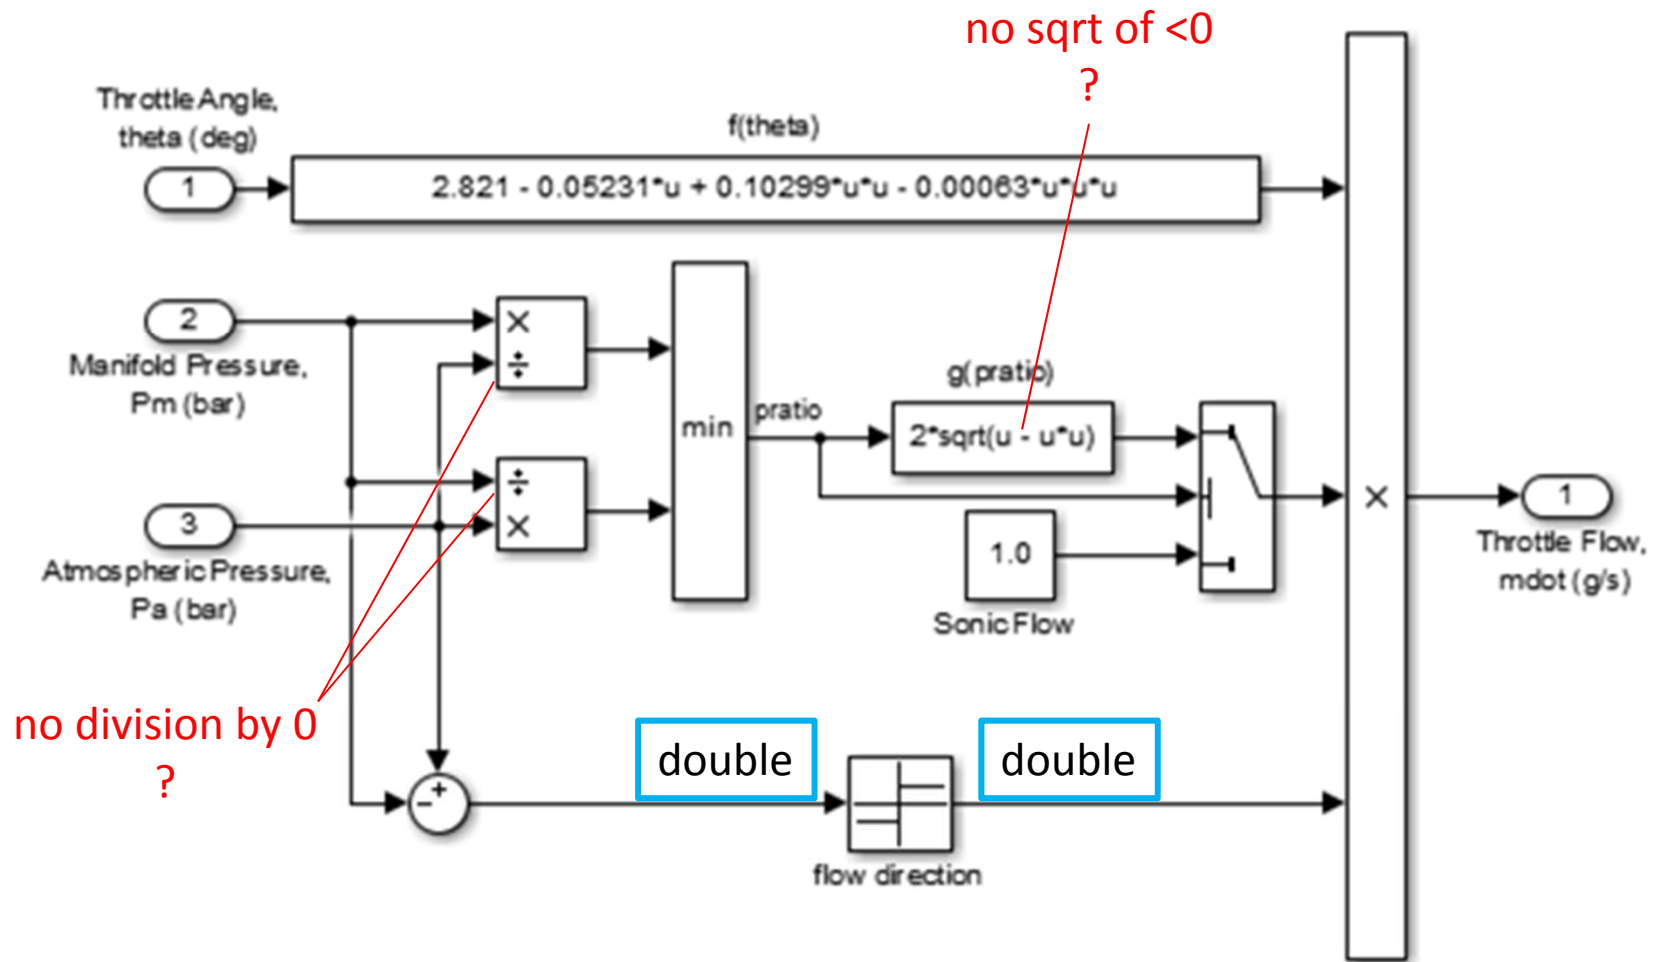 no sqrt of <0
?
Throttle Angle,
theta (deg)
f(theta)
1
2.821 - 0.05231*u + 0.10299*u*u - 0.00063*u*u*u
2
×
÷
Manifold Pressure,
Pm (bar)
g(pratio)
pratio
min
2*sqrt(u - u*u)
÷
×
3
×
1
1.0
Throttle Flow,
mdot (g/s)
Atmospheric Pressure,
Pa (bar)
Sonic Flow
no division by 0
?
double
double
+
−
flow direction